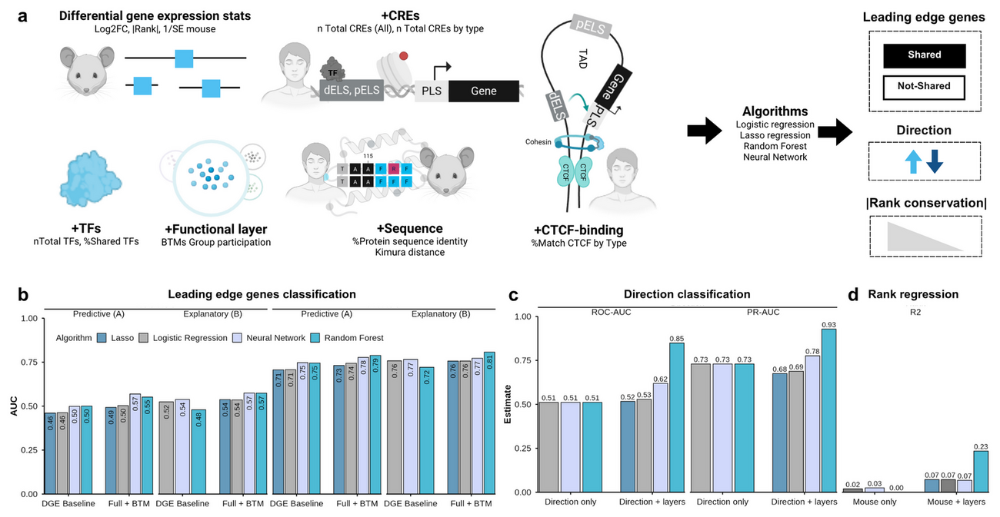 a
Differential gene expression stats
Log2FC, |Rank|, 1/SE mouse
+CREs
n Total CREs (All), n Total CREs by type
TF
dELS, pELS
PLS
Gene
pELS
TAD
dELS
Gene
PLS
Cohesin
CTCF
CTCF
Algorithms
Logistic regression
Lasso regression
Random Forest
Neural Network
Leading edge genes
Shared
Not-Shared
Direction
|Rank conservation|
+TFs
nTotal TFs, %Shared TFs
+Functional layer
BTMs Group participation
115
T A A F R F
T A A F F F
+Sequence
%Protein sequence identity
Kimura distance
+CTCF-binding
%Match CTCF by Type
b
Leading edge genes classification
Predictive (A) Explanatory (B) Predictive (A) Explanatory (B)
Algorithm Lasso Logistic Regression Neural Network Random Forest
AUC
1.00
0.75
0.50
0.25
0.00
0.46 0.46 0.50 0.50 0.49 0.50 0.57 0.55 0.52 0.54 0.48 0.54 0.54 0.57 0.57 0.71 0.71 0.75 0.75 0.73 0.74 0.78 0.79 0.76 0.77 0.72 0.76 0.76 0.77 0.81
DGE Baseline Full + BTM DGE Baseline Full + BTM DGE Baseline Full + BTM DGE Baseline Full + BTM
c
Direction classification
ROC-AUC PR-AUC
Estimate
1.00
0.75
0.50
0.25
0.00
0.51 0.51 0.51 0.52 0.53 0.62 0.85 0.73 0.73 0.73 0.68 0.69 0.78 0.93
Direction only Direction + layers Direction only Direction + layers
d
Rank regression
R2
0.02 0.03 0.00 0.07 0.07 0.07 0.23
Mouse only Mouse + layers